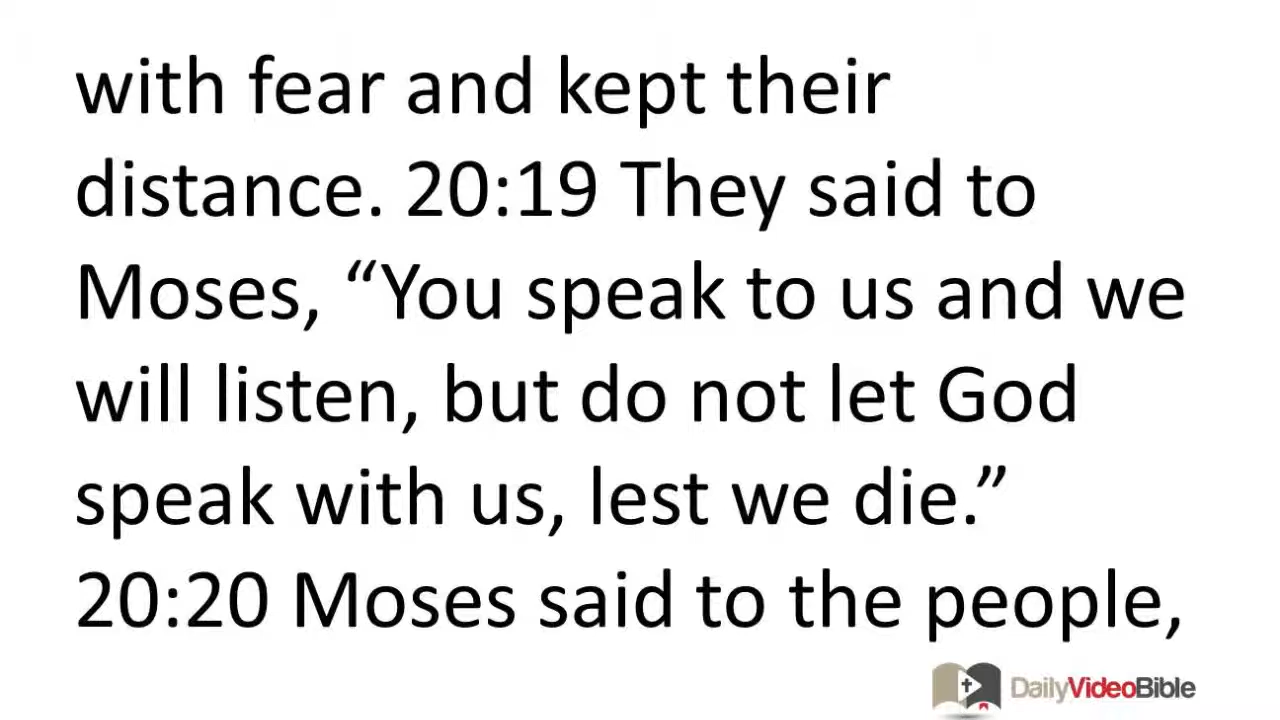 with fear and kept their
distance. 20:19 They said to
Moses, “You speak to us and we
will listen, but do not let God
speak with us, lest we die.”
20:20 Moses said to the people,
DailyVideoBible